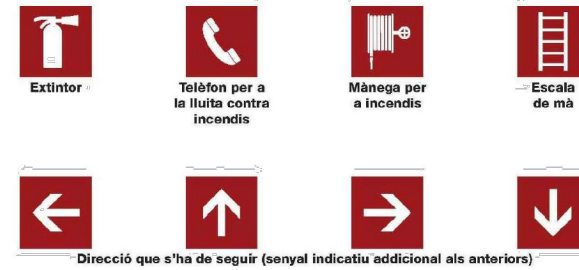 Extintor
Telèfon per a
la lluita contra
incendis
Mànega per
a incendis
Escala
de mà
Direcció que s'ha de seguir (senyal indicatiu addicional als anteriors)